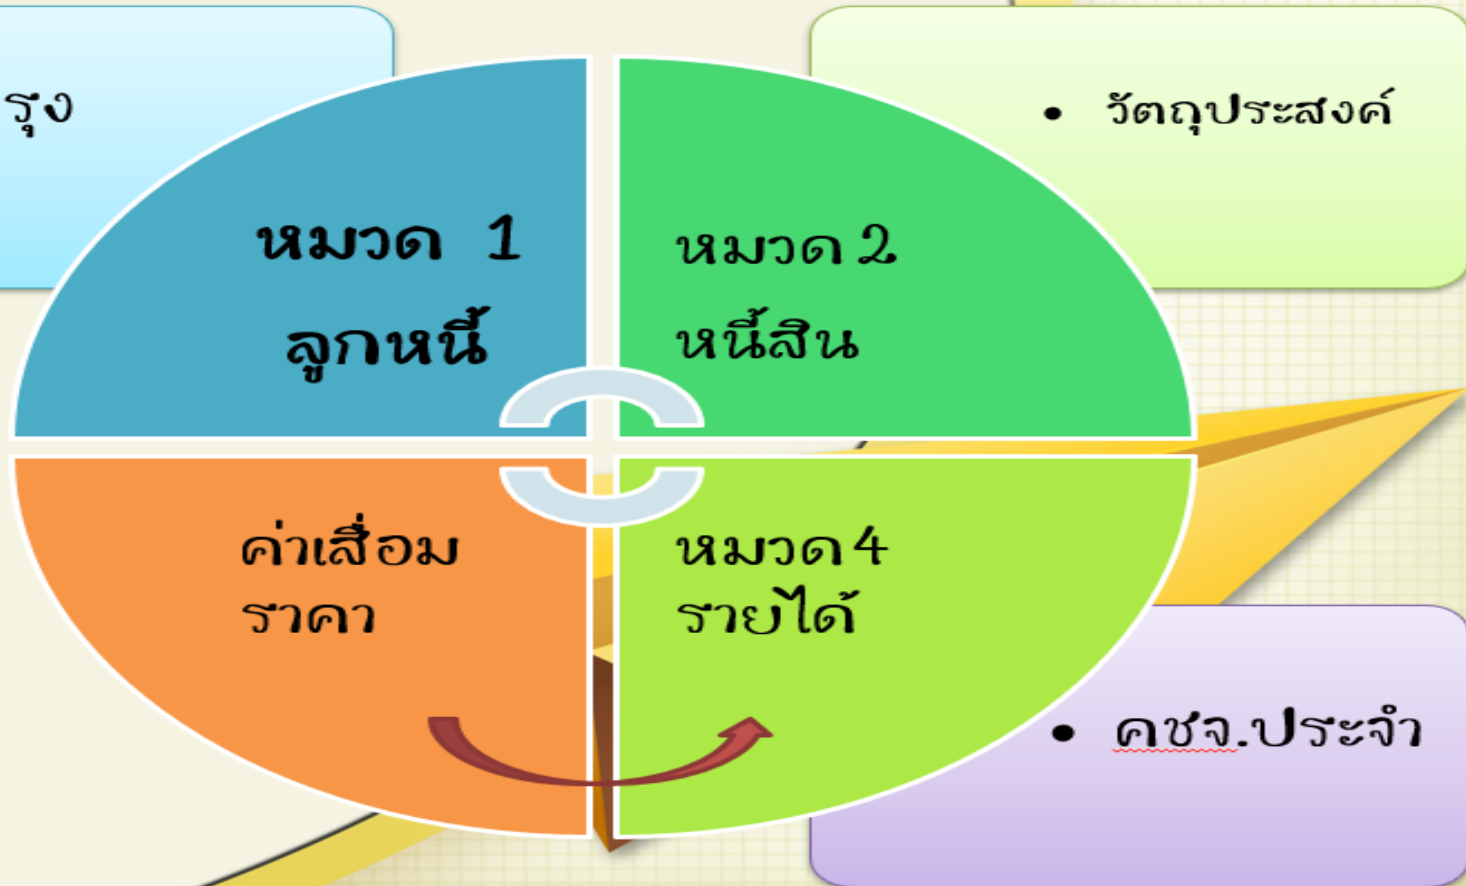 รุง
• วัตถุประสงค์
หมวด 1
ลูกหนี้
หมวด 2
หนี้สิน
ค่าเสื่อม
ราคา
หมวด 4
รายได้
• คชจ.ประจำ